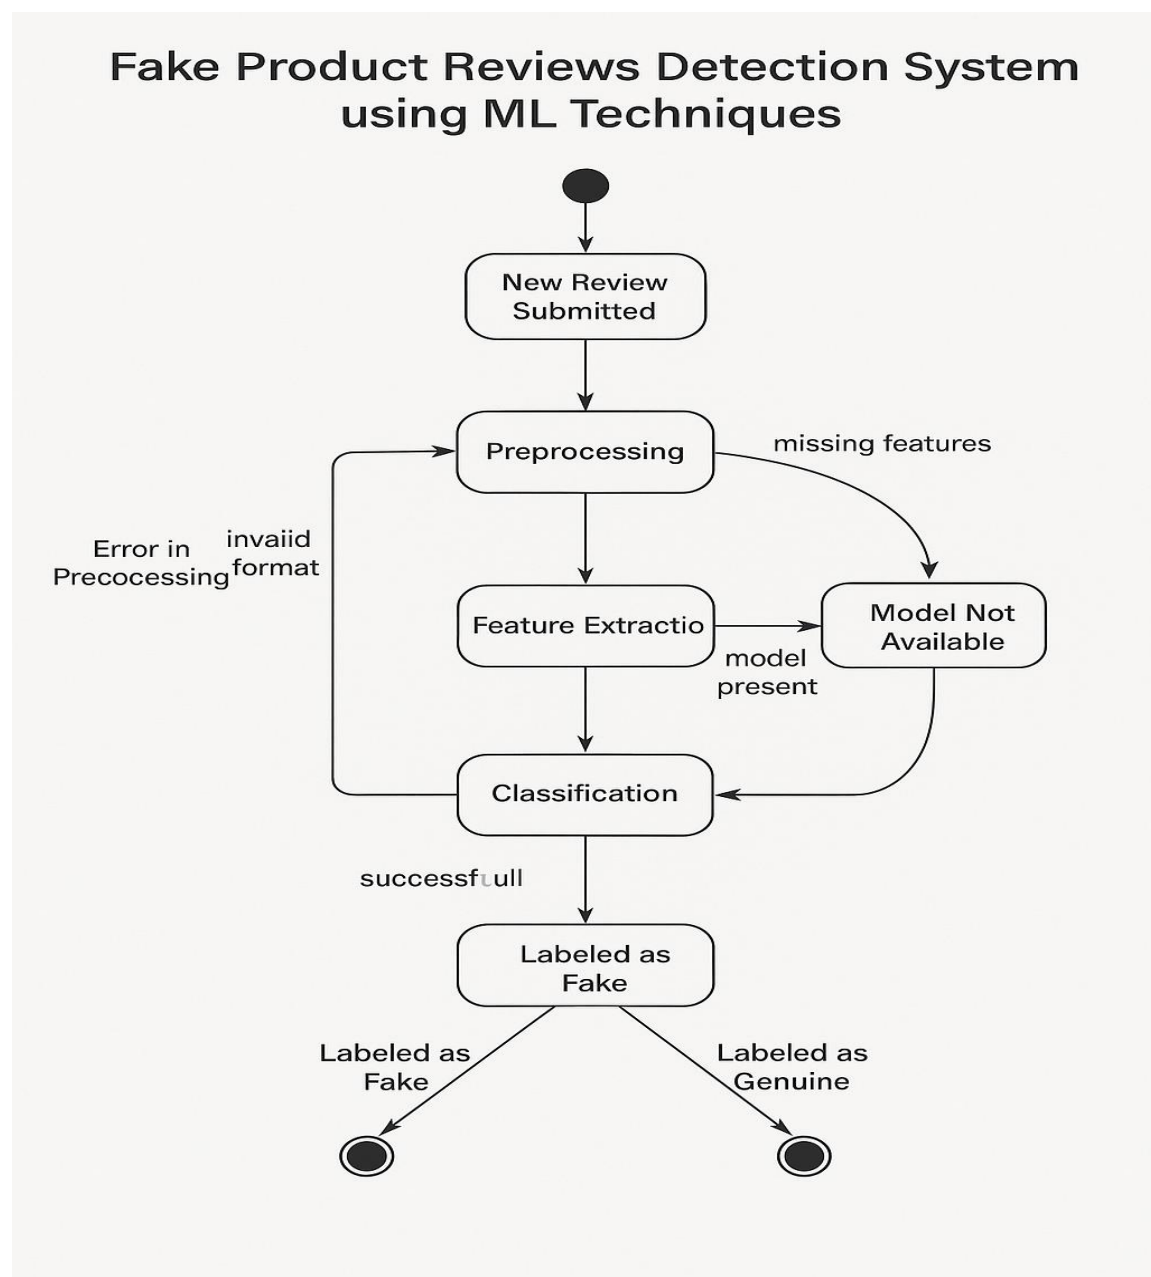 Fake Product Reviews Detection System
using ML Techniques
New Review
Submitted
Preprocessing
missing features
Error in
Precocessing
invaiid
format
Feature Extractio
model
present
Model Not
Available
Classification
successfuull
Labeled as
Fake
Labeled as
Fake
Labeled as
Genuine